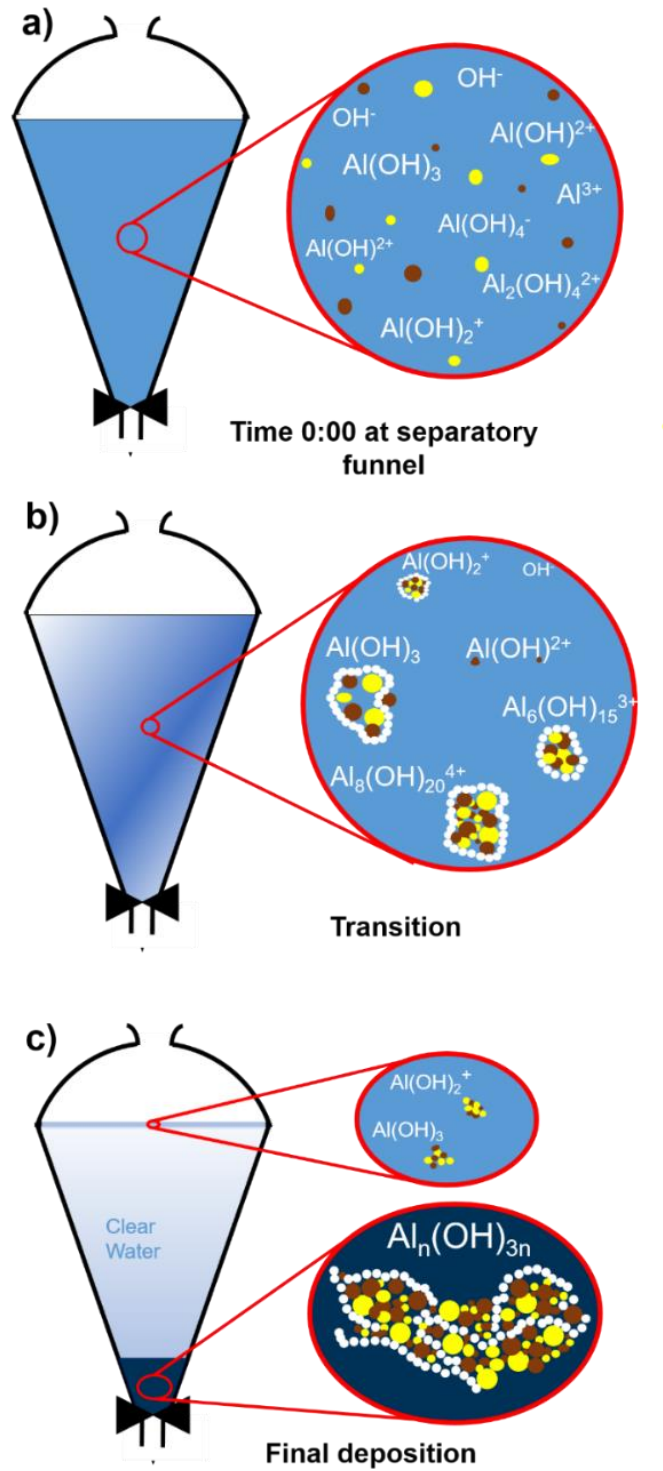 a)
OH⁻
OH⁻
Al(OH)²⁺
Al(OH)₃
Al³⁺
Al(OH)₄⁻
Al(OH)²⁺
Al₂(OH)₄²⁺
Al(OH)₂⁺
Time 0:00 at separatory
funnel
b)
Al(OH)₂⁺
OH⁻
Al(OH)₃
Al(OH)²⁺
Al₆(OH)₁₅³⁺
Al₈(OH)₂₀⁴⁺
Transition
c)
Al(OH)₂⁺
Al(OH)₃
Clear
Water
Alₙ(OH)₃ₙ
Final deposition